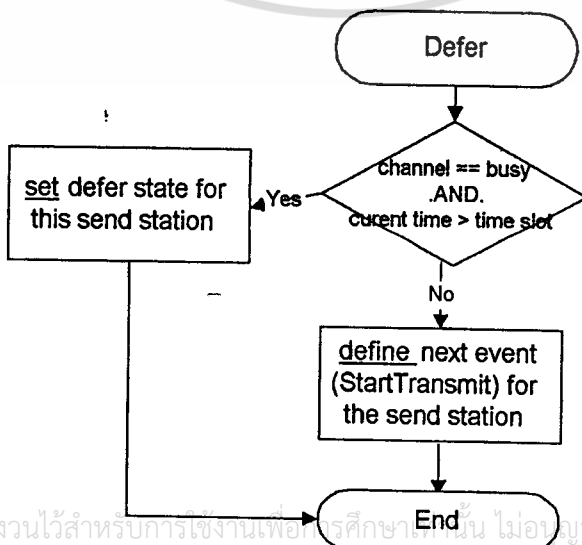 Defer
channel == busy
.AND.
curent time > time slot
Yes
set defer state for
this send station
No
define next event
(StartTransmit) for
the send station
End